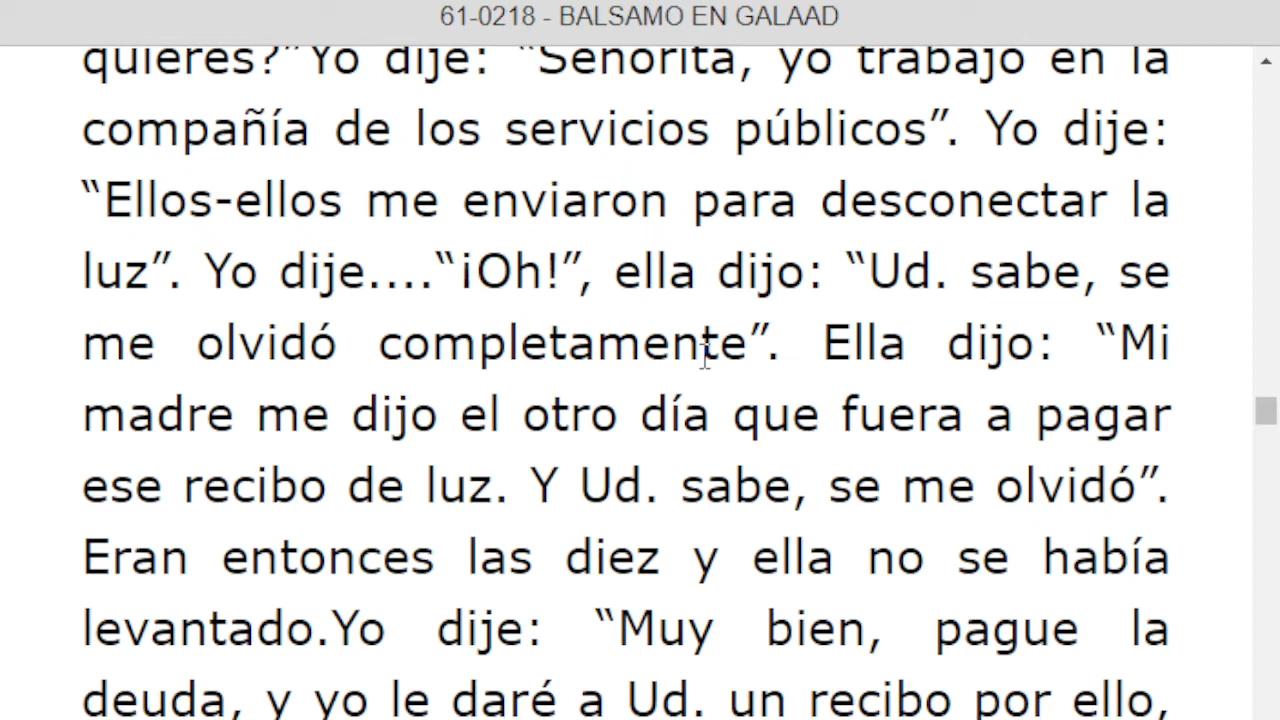 61-0218 - BALSAMO EN GALAAD
quieres?”Yo dije: “Señorita, yo trabajo en la
compañía de los servicios públicos”. Yo dije:
“Ellos-ellos me enviaron para desconectar la
luz”. Yo dije....“¡Oh!”, ella dijo: “Ud. sabe, se
me olvidó completamente”. Ella dijo: “Mi
madre me dijo el otro día que fuera a pagar
ese recibo de luz. Y Ud. sabe, se me olvidó”.
Eran entonces las diez y ella no se había
levantado.Yo dije: “Muy bien, pague la
deuda, y yo le daré a Ud. un recibo por ello,